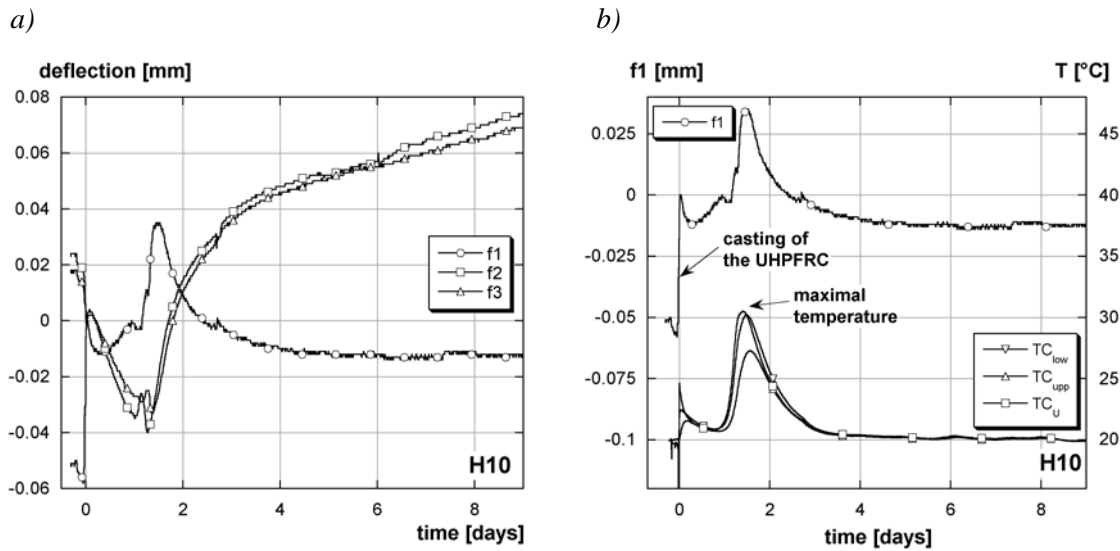 a)
deflection [mm]
0.08
0.06
0.04
0.02
0
-0.02
-0.04
-0.06
0 2 4 6 8
f1
f2
f3
H10
time [days]
b)
f1 [mm] T [°C]
f1
0.025
0
-0.025
-0.05
-0.075
-0.1
45
40
35
30
25
20
casting of
the UHPFRC
maximal
temperature
TClow
TCupp
TCU
H10
0 2 4 6 8
time [days]